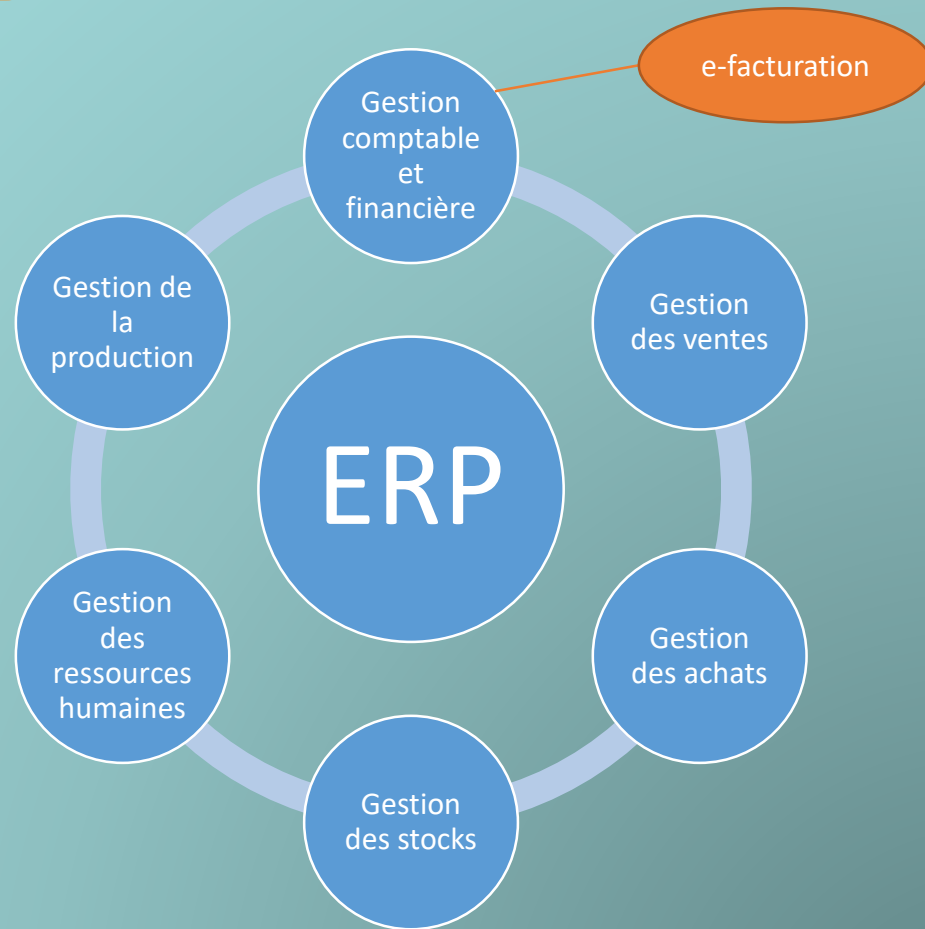 e-facturation
Gestion
comptable
et
financière
Gestion de
la
production
Gestion
des ventes
ERP
Gestion
des
ressources
humaines
Gestion
des achats
Gestion
des stocks